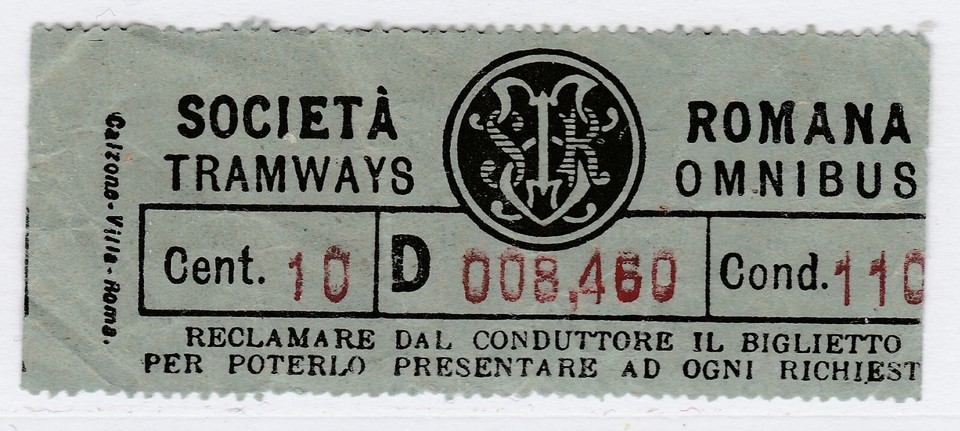 SOCIETÀ ROMANA
TRAMWAYS OMNIBUS
Cent. 10 D 008,460 Cond. 110
RECLAMARE DAL CONDUTTORE IL BIGLIETTO
PER POTERLO PRESENTARE AD OGNI RICHIEST
Calzone-Villa-Roma.